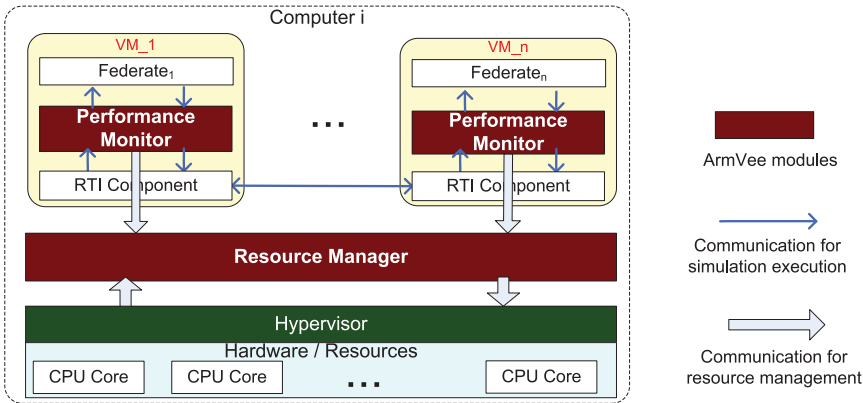 Computer i
VM_1
Federate₁
Performance
Monitor
RTI Component
...
VM_n
Federateₙ
Performance
Monitor
RTI Component
Resource Manager
Hypervisor
Hardware / Resources
CPU Core
CPU Core
...
CPU Core
ArmVee modules
Communication for
simulation execution
Communication for
resource management